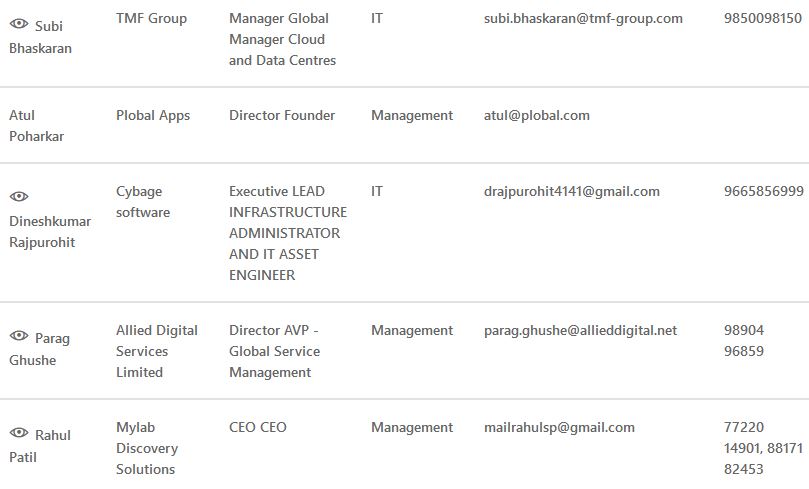 Subi
Bhaskaran
TMF Group
Manager Global
Manager Cloud
and Data Centres
IT
subi.bhaskaran@tmf-group.com
9850098150
Atul
Poharkar
Plobal Apps
Director Founder
Management
atul@plobal.com
Dineshkumar
Rajpurohit
Cybage
software
Executive LEAD
INFRASTRUCTURE
ADMINISTRATOR
AND IT ASSET
ENGINEER
IT
drajpurohit4141@gmail.com
9665856999
Parag
Ghushe
Allied Digital
Services
Limited
Director AVP -
Global Service
Management
Management
parag.ghushe@allieddigital.net
98904
96859
Rahul
Patil
Mylab
Discovery
Solutions
CEO CEO
Management
mailrahulsp@gmail.com
77220
14901, 88171
82453